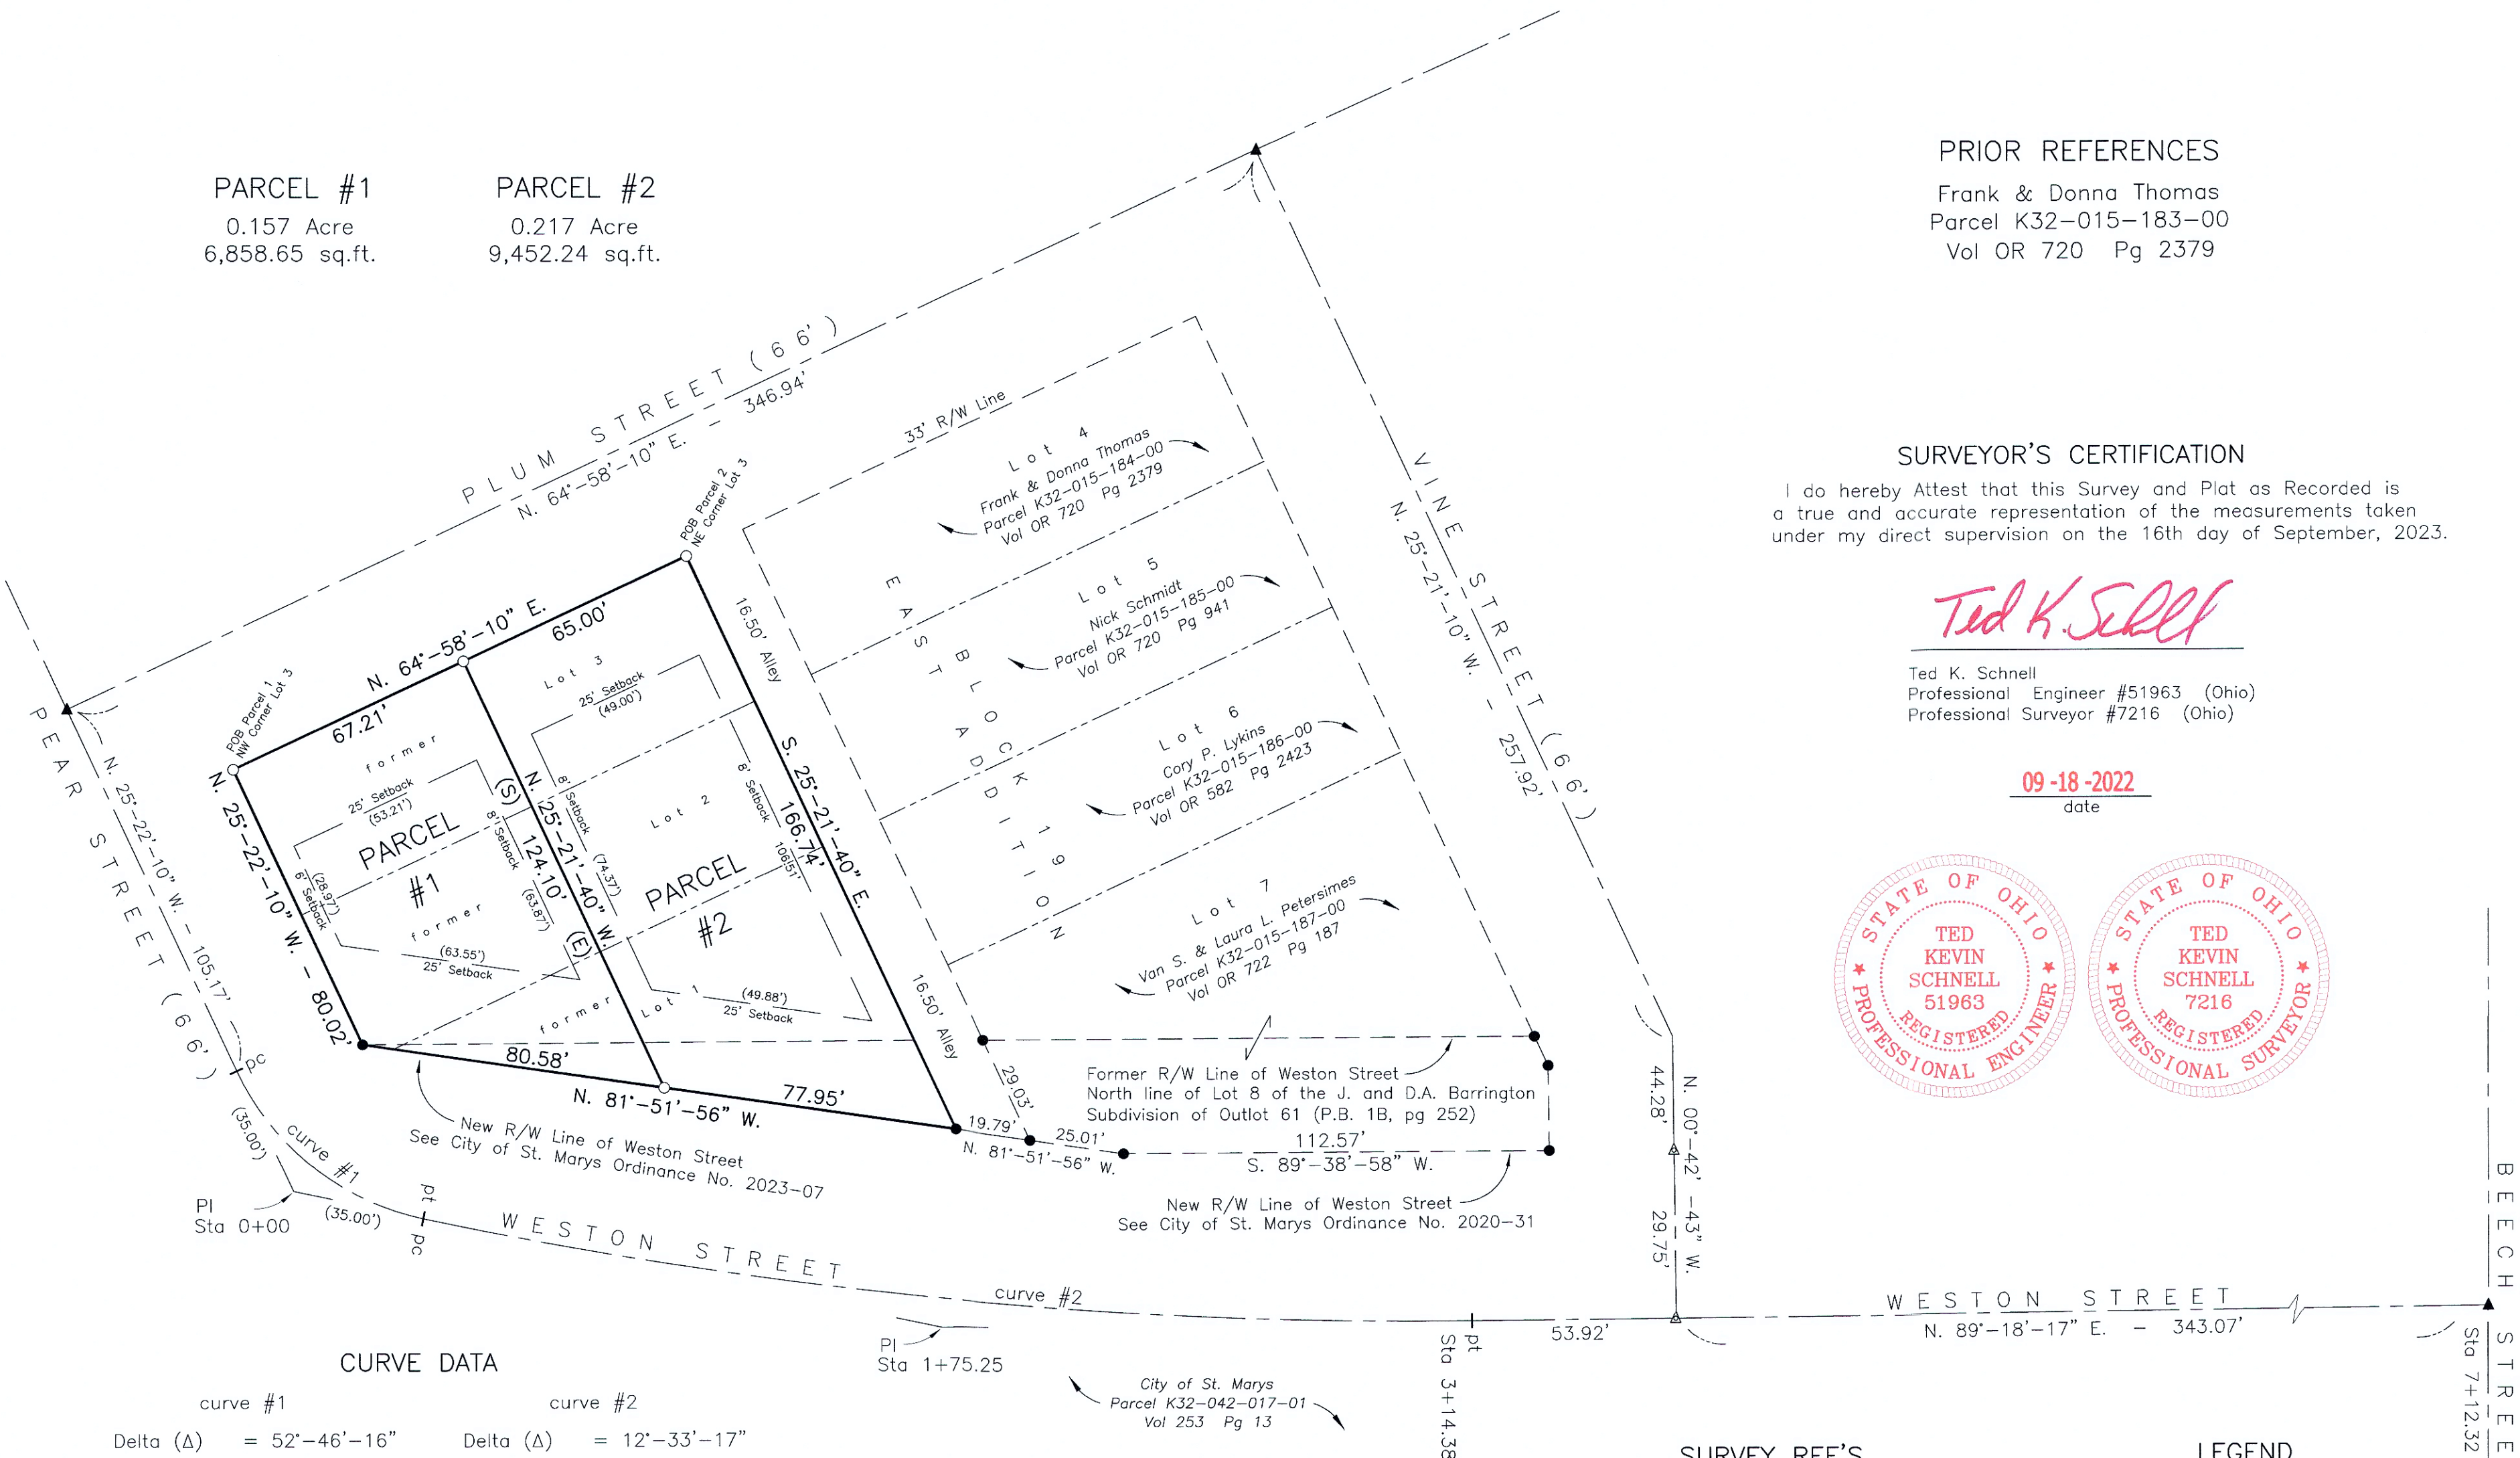 PARCEL #1
0.157 Acre
6,858.65 sq.ft.
PARCEL #2
0.217 Acre
9,452.24 sq.ft.
PRIOR REFERENCES
Frank & Donna Thomas
Parcel K32-015-183-00
Vol OR 720 Pg 2379
SURVEYOR'S CERTIFICATION
I do hereby Attest that this Survey and Plat as Recorded is
a true and accurate representation of the measurements taken
under my direct supervision on the 16th day of September, 2023.
Ted K. Schnell
Ted K. Schnell
Professional Engineer #51963 (Ohio)
Professional Surveyor #7216 (Ohio)
09-18-2022
date
STATE OF OHIO
TED
KEVIN
SCHNELL
51963
REGISTERED
PROFESSIONAL ENGINEER
STATE OF OHIO
TED
KEVIN
SCHNELL
7216
REGISTERED
PROFESSIONAL SURVEYOR
PLUM STREET (66')
N. 64°-58'-10" E. - 346.94'
33' R/W Line
VINE STREET (66')
N. 25°-21'-10" W. - 257.92'
PEAR STREET (66')
N. 25°-22'-10" W. - 105.17'
POB Parcel 1
NW Corner Lot 3
POB Parcel 2
NE Corner Lot 3
N. 64°-58'-10" E.
67.21'
65.00'
N. 25°-22'-10" W. - 80.02'
(S) N. 25°-21'-40" W. (E)
124.10'
S. 25°-21'-40" E.
166.74'
106.51'
16.50' Alley
16.50' Alley
former
Lot 3
25' Setback
(53.21')
25' Setback
(49.00')
PARCEL
#1
PARCEL
#2
former
Lot 2
8' Setback
(63.87')
8' Setback
(74.37')
8' Setback
(28.97')
6' Setback
(63.55')
25' Setback
(49.88')
25' Setback
former
Lot 1
80.58'
77.95'
N. 81°-51'-56" W.
New R/W Line of Weston Street
See City of St. Marys Ordinance No. 2023-07
EAST ADDITION
BLOCK 19
Lot 4
Frank & Donna Thomas
Parcel K32-015-184-00
Vol OR 720 Pg 2379
Lot 5
Nick Schmidt
Parcel K32-015-185-00
Vol OR 720 Pg 941
Lot 6
Cory P. Lykins
Parcel K32-015-186-00
Vol OR 582 Pg 2423
Lot 7
Van S. & Laura L. Petersimes
Parcel K32-015-187-00
Vol OR 722 Pg 187
Former R/W Line of Weston Street
North line of Lot 8 of the J. and D.A. Barrington
Subdivision of Outlot 61 (P.B. 1B, pg 252)
29.03'
19.79'
25.01'
N. 81°-51'-56" W.
112.57'
S. 89°-38'-58" W.
New R/W Line of Weston Street
See City of St. Marys Ordinance No. 2020-31
44.28'
29.75'
N. 00°-42'-43" W.
pc
(35.00')
curve #1
PI
Sta 0+00
(35.00')
pt
pc
WESTON STREET
curve #2
PI
Sta 1+75.25
pt
Sta 3+14.38
53.92'
WESTON STREET
N. 89°-18'-17" E. - 343.07'
BEECH STREE
Sta 7+12.32
City of St. Marys
Parcel K32-042-017-01
Vol 253 Pg 13
CURVE DATA
curve #1
Delta (Δ) = 52°-46'-16"
curve #2
Delta (Δ) = 12°-33'-17"
SURVEY REF'S
LEGEND